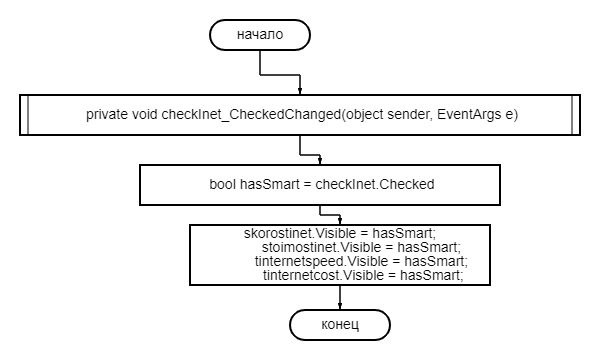 начало
private void checkInet_CheckedChanged(object sender, EventArgs e)
bool hasSmart = checkInet.Checked
skorostinet.Visible = hasSmart;
stoimostinet.Visible = hasSmart;
tinternetspeed.Visible = hasSmart;
tinternetcost.Visible = hasSmart;
конец